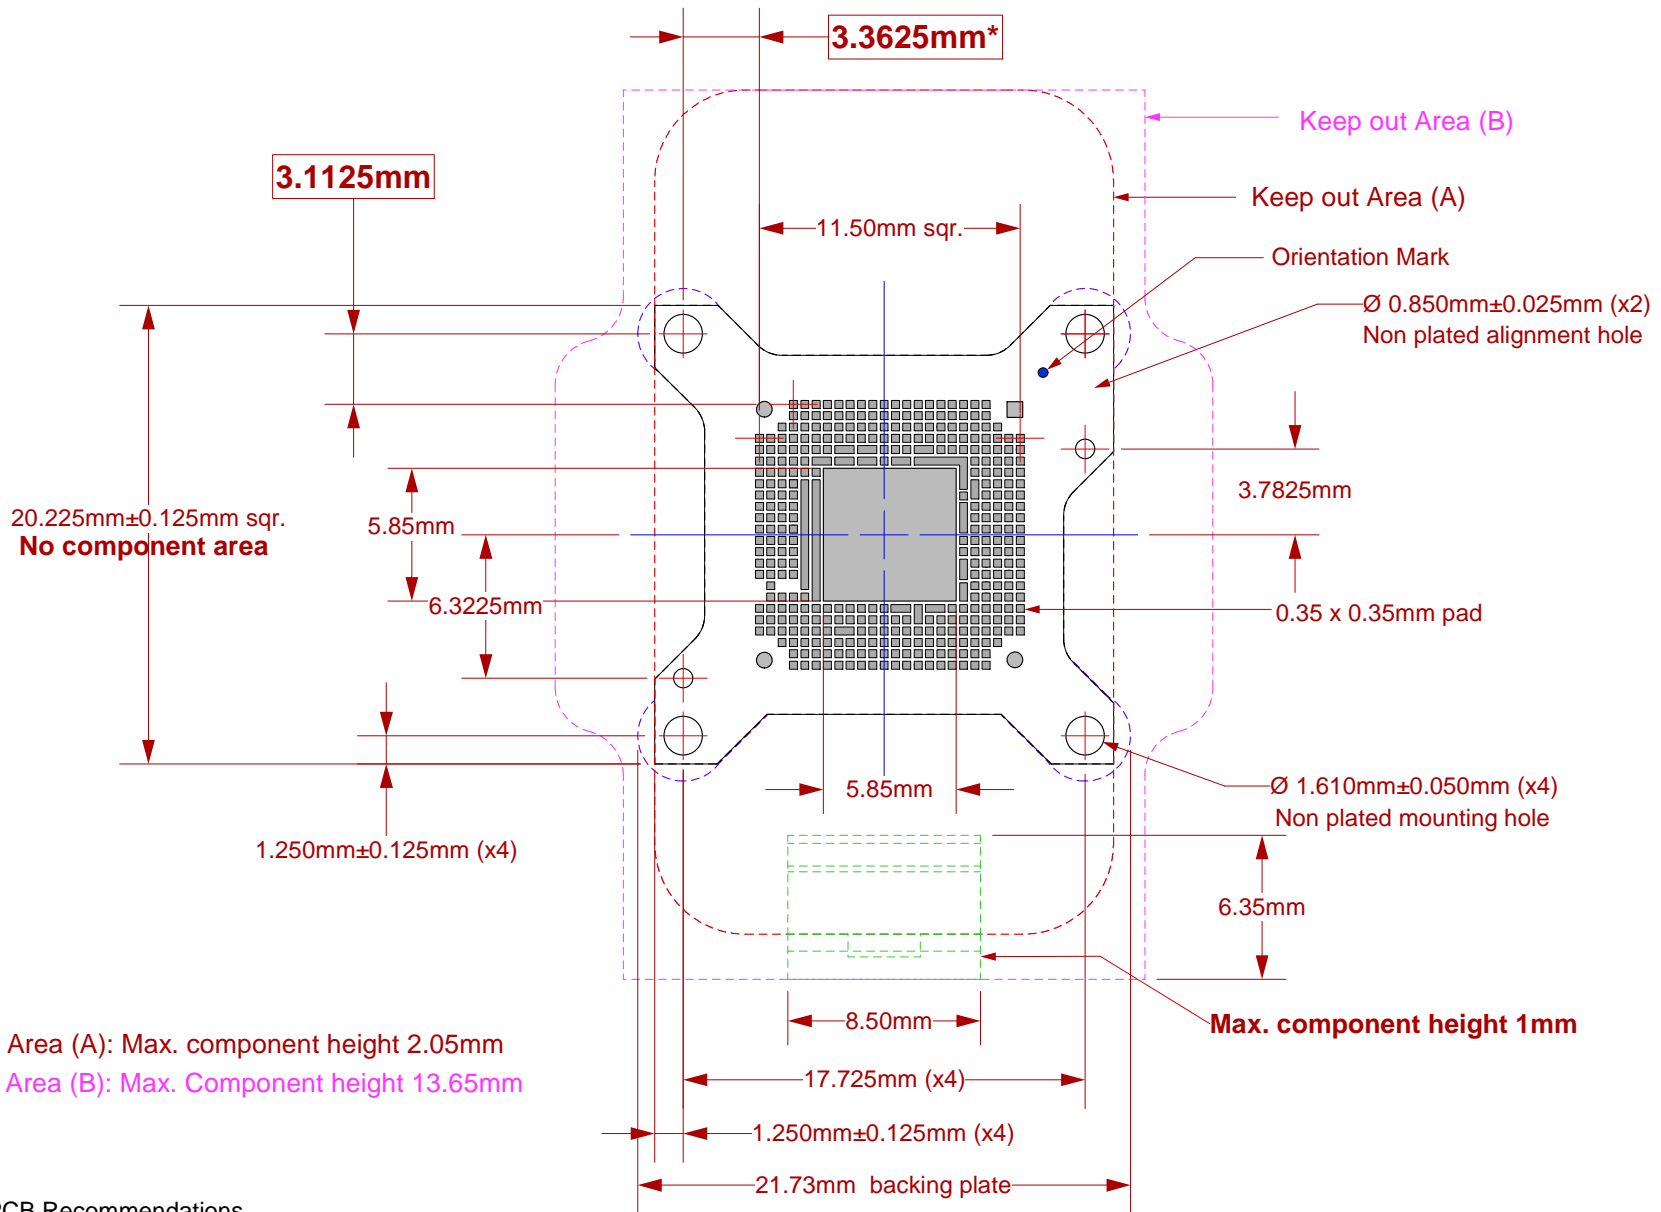 3.3625mm*
Keep out Area (B)
3.1125mm
Keep out Area (A)
11.50mm sqr.
Orientation Mark
Ø 0.850mm±0.025mm (x2)
Non plated alignment hole
3.7825mm
20.225mm±0.125mm sqr.
No component area
5.85mm
6.3225mm
0.35 x 0.35mm pad
5.85mm
Ø 1.610mm±0.050mm (x4)
Non plated mounting hole
1.250mm±0.125mm (x4)
6.35mm
8.50mm
Max. component height 1mm
Area (A): Max. component height 2.05mm
Area (B): Max. Component height 13.65mm
17.725mm (x4)
1.250mm±0.125mm (x4)
21.73mm backing plate
PCB Recommendations